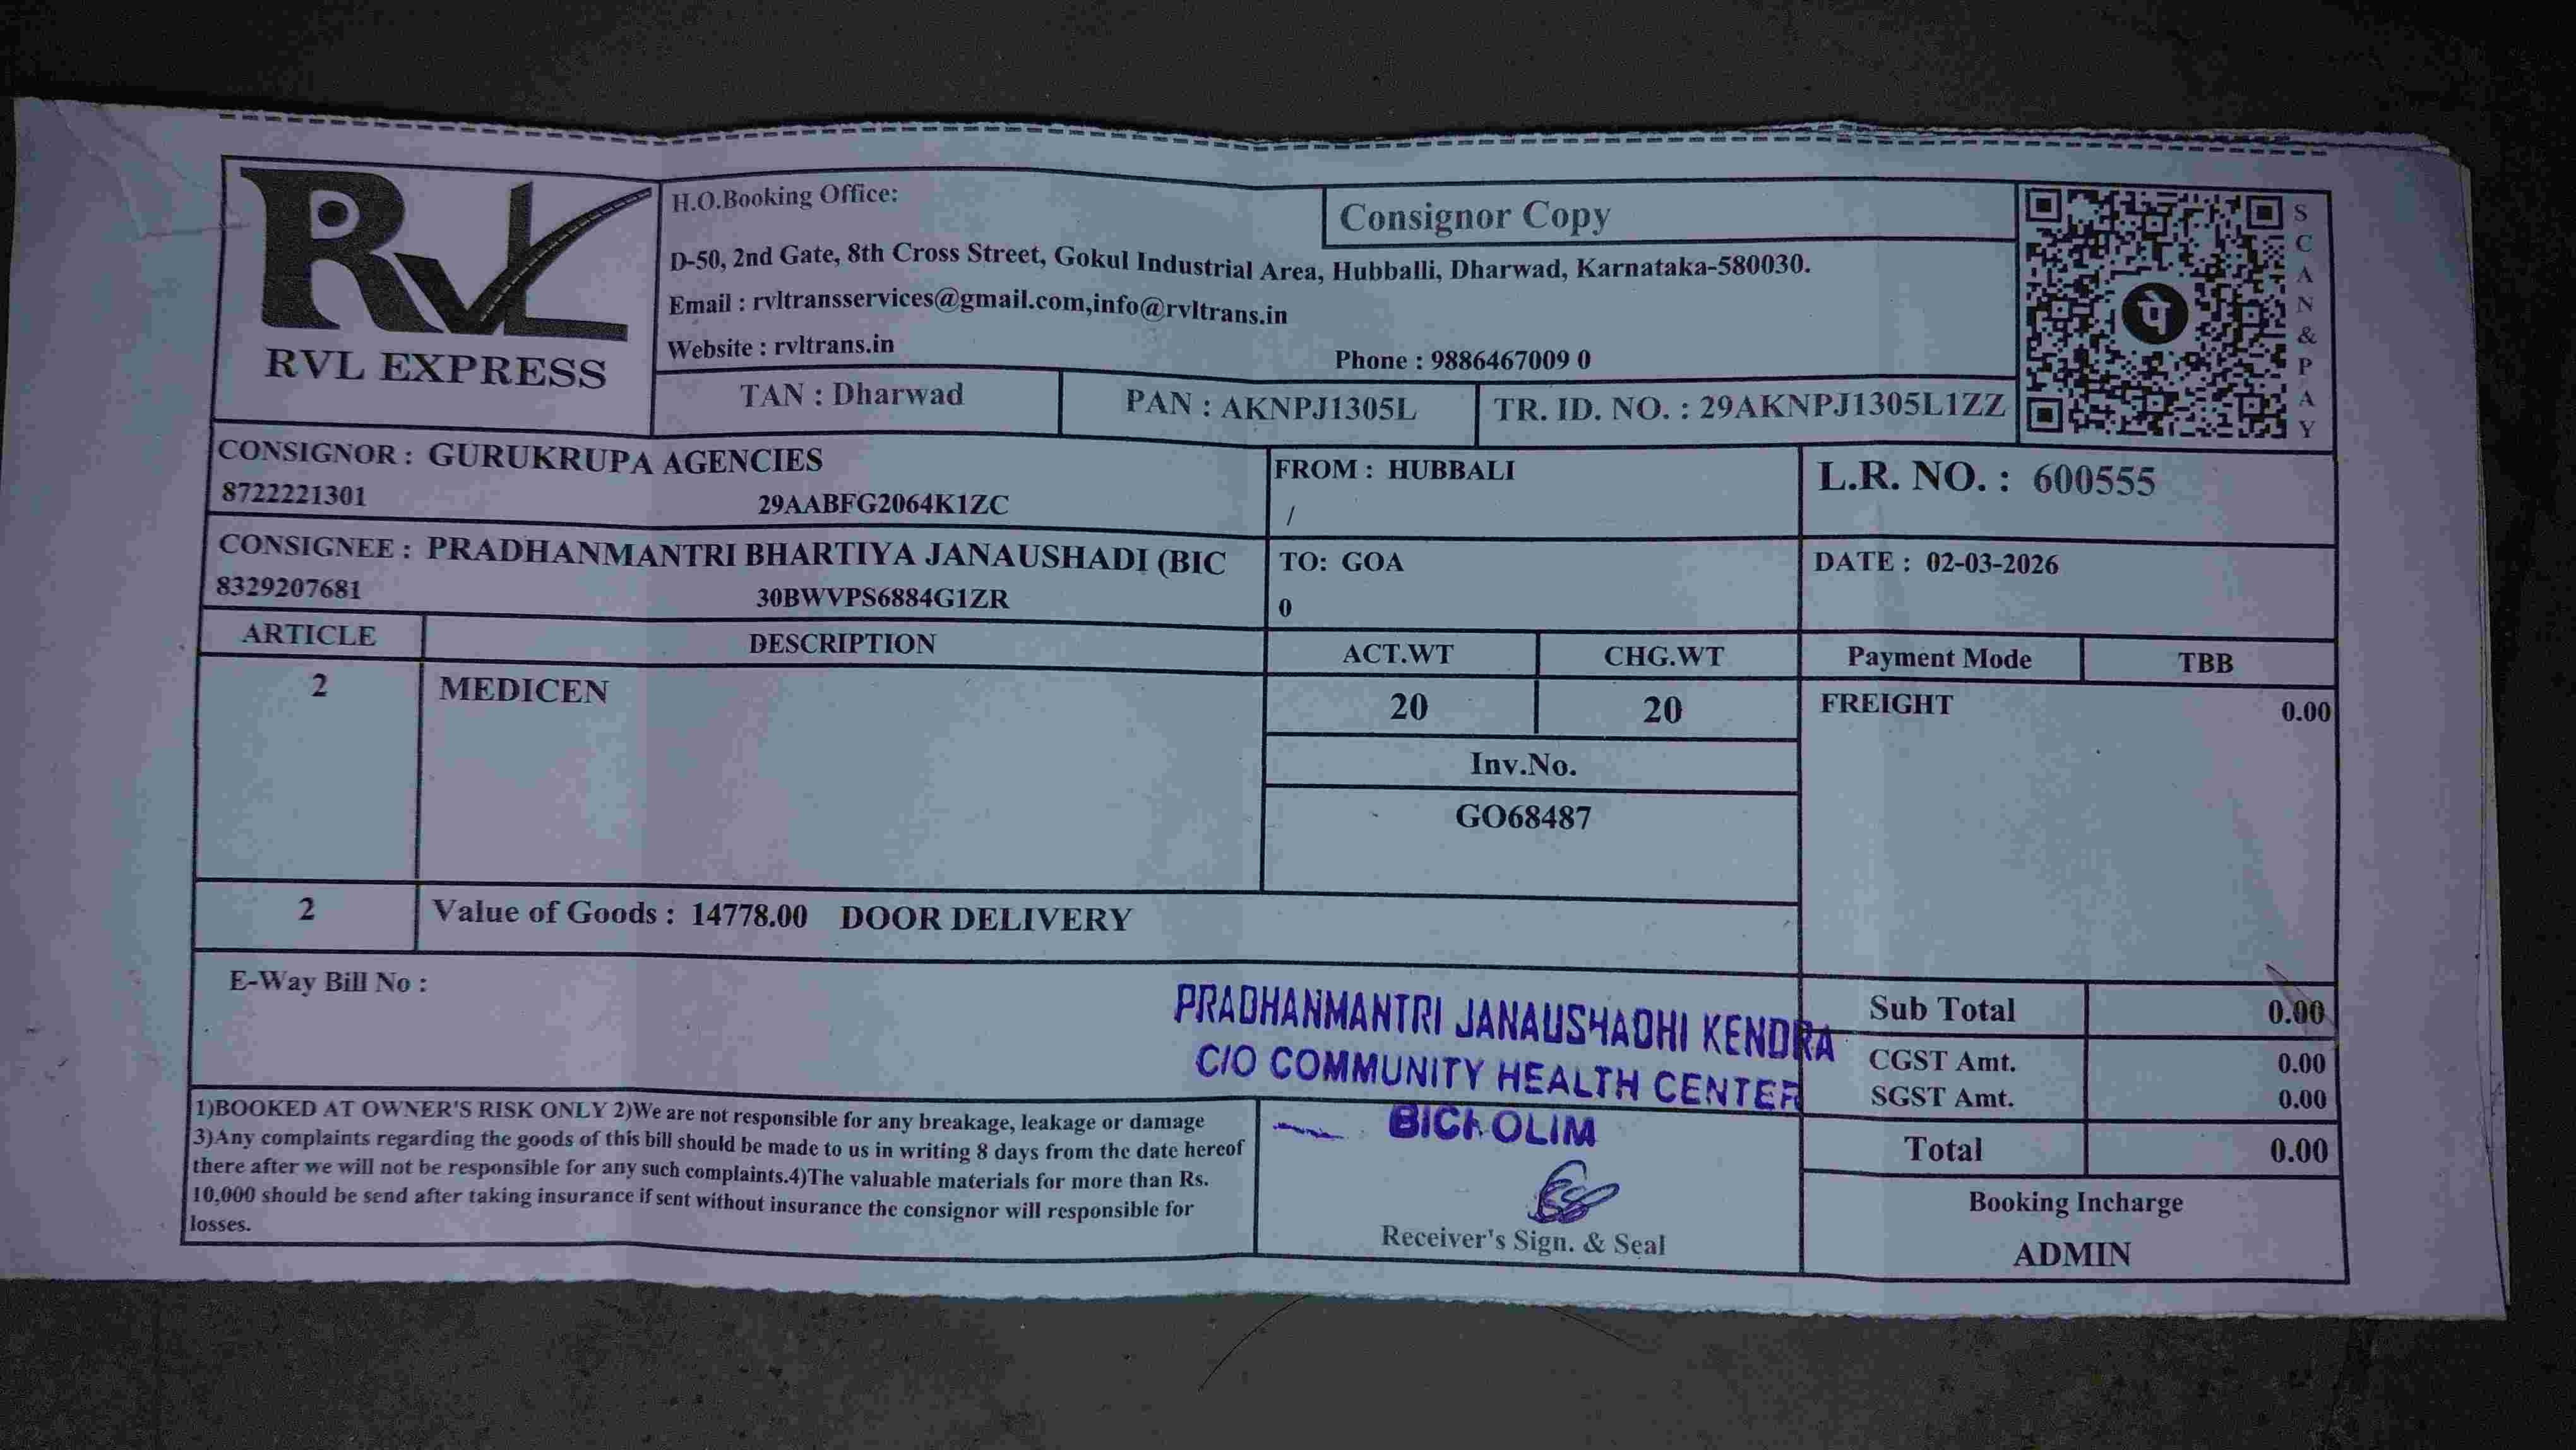 RVL
RVL EXPRESS
H.O.Booking Office:
Consignor Copy
D-50, 2nd Gate, 8th Cross Street, Gokul Industrial Area, Hubballi, Dharwad, Karnataka-580030.
Email : rvltransservices@gmail.com,info@rvltrans.in
Website : rvltrans.in
Phone : 9886467009 0
TAN : Dharwad
PAN : AKNPJ1305L
TR. ID. NO. : 29AKNPJ1305L1ZZ
पे
SCAN&PAY
CONSIGNOR : GURUKRUPA AGENCIES
8722221301 29AABFG2064K1ZC
FROM : HUBBALI
/
L.R. NO. : 600555
CONSIGNEE : PRADHANMANTRI BHARTIYA JANAUSHADI (BIC
8329207681 30BWVPS6884G1ZR
TO: GOA
0
DATE : 02-03-2026
ARTICLE DESCRIPTION ACT.WT CHG.WT Payment Mode TBB
2 MEDICEN 20 20 FREIGHT 0.00
Inv.No.
GO68487
2 Value of Goods : 14778.00 DOOR DELIVERY
E-Way Bill No :
PRADHANMANTRI JANAUSHADHI KENDRA
C/O COMMUNITY HEALTH CENTER
BICHOLIM
Sub Total 0.00
CGST Amt. 0.00
SGST Amt. 0.00
Total 0.00
1)BOOKED AT OWNER'S RISK ONLY 2)We are not responsible for any breakage, leakage or damage
3)Any complaints regarding the goods of this bill should be made to us in writing 8 days from the date hereof
there after we will not be responsible for any such complaints.4)The valuable materials for more than Rs.
10,000 should be send after taking insurance if sent without insurance the consignor will responsible for
losses.
Receiver's Sign. & Seal
Booking Incharge
ADMIN